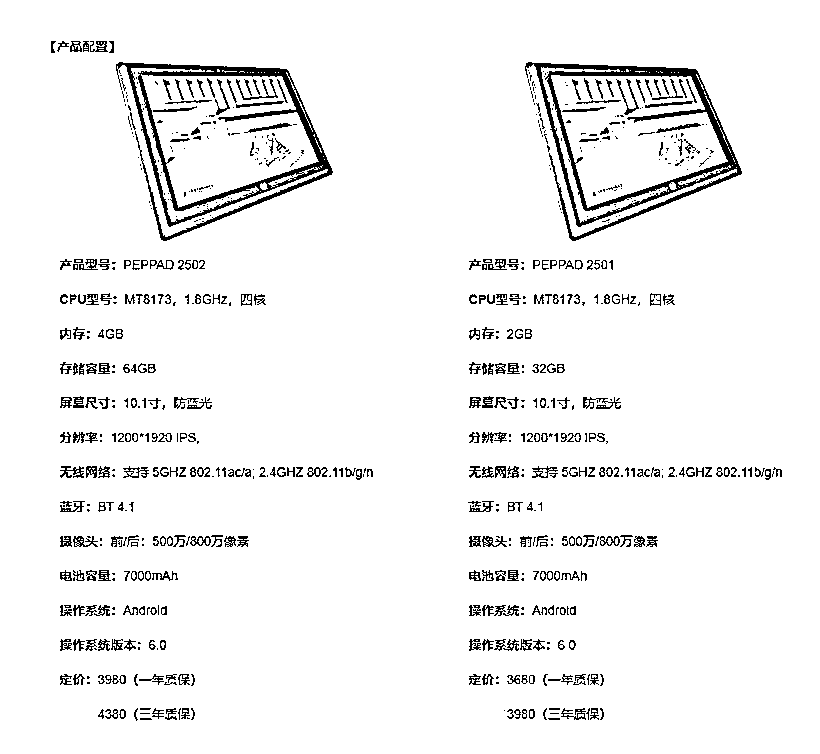 【产品配置】
产品型号：PEPPAD 2502
CPU型号：MT8173，1.8GHz，四核
内存：4GB
存储容量：64GB
屏幕尺寸：10.1寸，防蓝光
分辨率：1200*1920 IPS,
无线网络：支持 5GHZ 802.11ac/a; 2.4GHZ 802.11b/g/n
蓝牙：BT 4.1
摄像头：前/后：500万/800万像素
电池容量：7000mAh
操作系统：Android
操作系统版本：6.0
定价：3980（一年质保）
4380（三年质保）
产品型号：PEPPAD 2501
CPU型号：MT8173，1.8GHz，四核
内存：2GB
存储容量：32GB
屏幕尺寸：10.1寸，防蓝光
分辨率：1200*1920 IPS,
无线网络：支持 5GHZ 802.11ac/a; 2.4GHZ 802.11b/g/n
蓝牙：BT 4.1
摄像头：前/后：500万/800万像素
电池容量：7000mAh
操作系统：Android
操作系统版本：6.0
定价：3680（一年质保）
3980（三年质保）